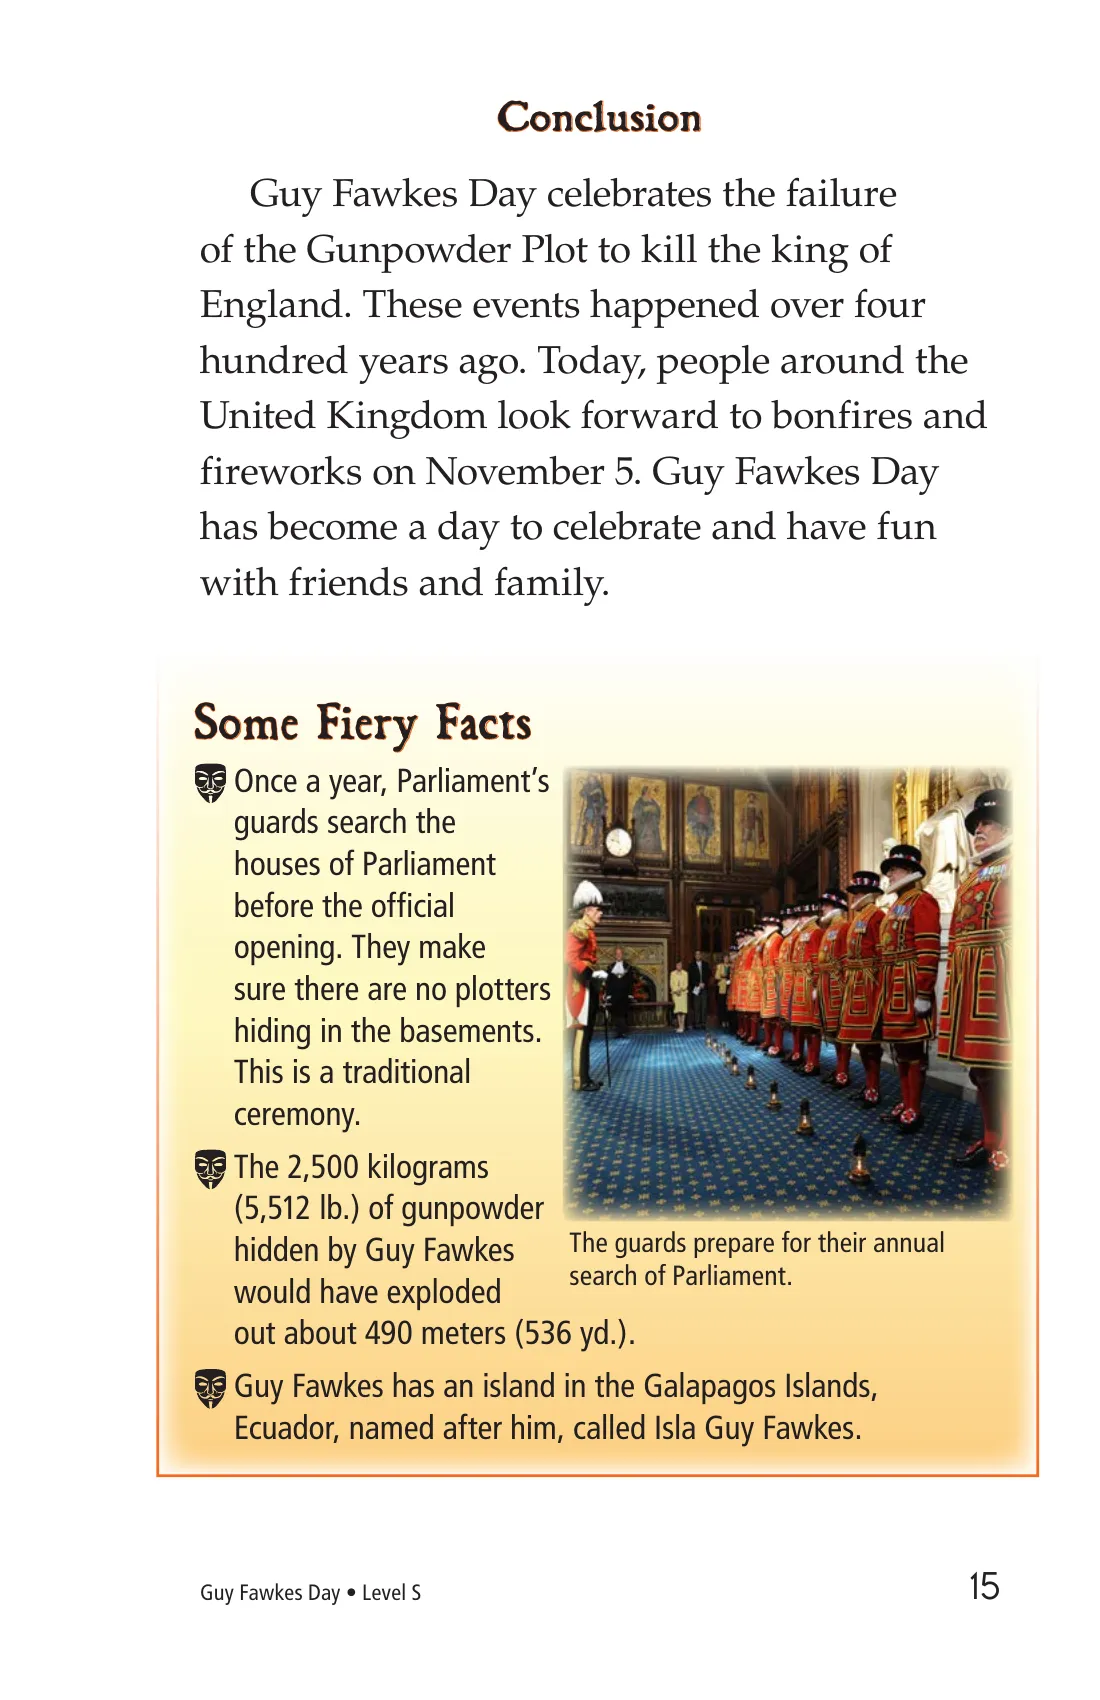 Conclusion
Guy Fawkes Day celebrates the failure
of the Gunpowder Plot to kill the king of
England. These events happened over four
hundred years ago. Today, people around the
United Kingdom look forward to bonfires and
fireworks on November 5. Guy Fawkes Day
has become a day to celebrate and have fun
with friends and family.
Some Fiery Facts
Once a year, Parliament’s
guards search the
houses of Parliament
before the official
opening. They make
sure there are no plotters
hiding in the basements.
This is a traditional
ceremony.
The 2,500 kilograms
(5,512 lb.) of gunpowder
hidden by Guy Fawkes
would have exploded
out about 490 meters (536 yd.).
Guy Fawkes has an island in the Galapagos Islands,
Ecuador, named after him, called Isla Guy Fawkes.
The guards prepare for their annual
search of Parliament.
Guy Fawkes Day • Level S
15